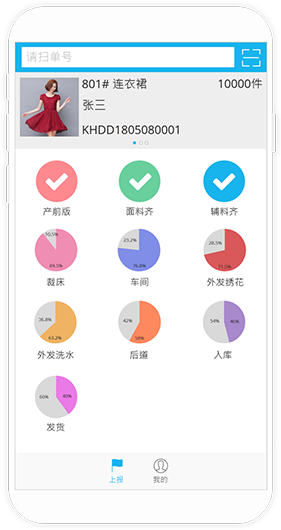 请扫单号
801# 连衣裙 10000件
张三
KHDD1805080001
产前版 面料齐 辅料齐
10.5% 23.2% 28.5%
89.5% 76.8% 71.5%
裁床 车间 外发绣花
36.8% 42% 54% 46%
63.2% 58%
外发洗水 后道 入库
60% 40%
发货
上报 我的